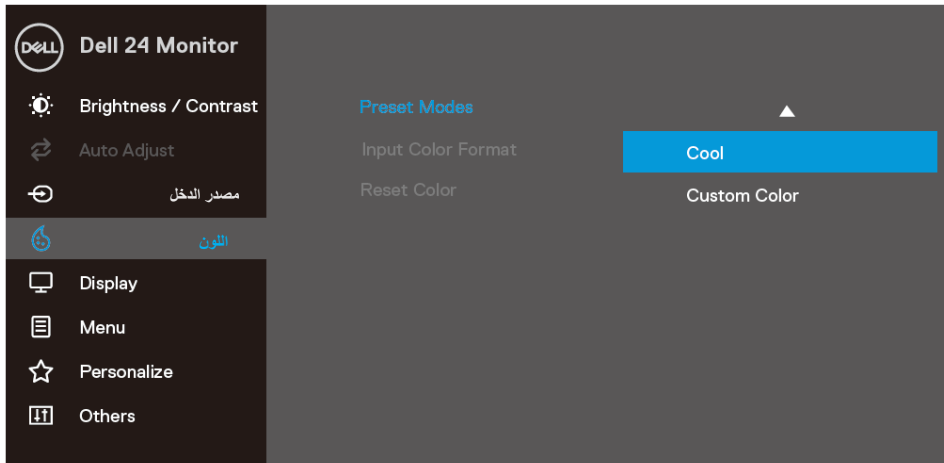 DELL Dell 24 Monitor
Brightness / Contrast
Auto Adjust
مصدر الدخل
اللون
Display
Menu
Personalize
Others
Preset Modes
Input Color Format
Reset Color
Cool
Custom Color